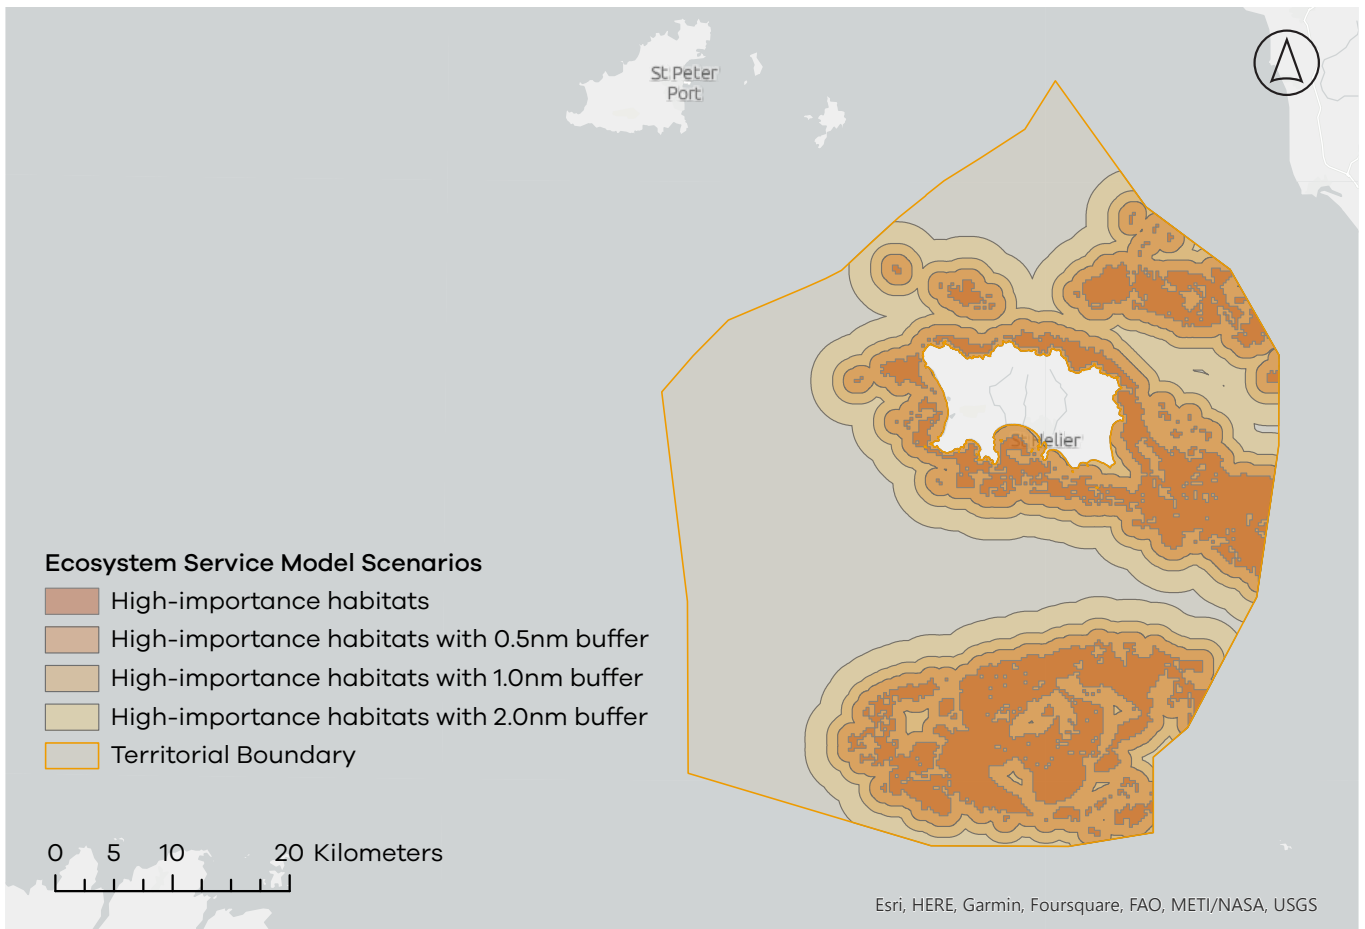 St Peter
Port
St Helier
Ecosystem Service Model Scenarios
High-importance habitats
High-importance habitats with 0.5nm buffer
High-importance habitats with 1.0nm buffer
High-importance habitats with 2.0nm buffer
Territorial Boundary
0 5 10 20 Kilometers
Esri, HERE, Garmin, Foursquare, FAO, METI/NASA, USGS